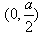 (0, a/2)